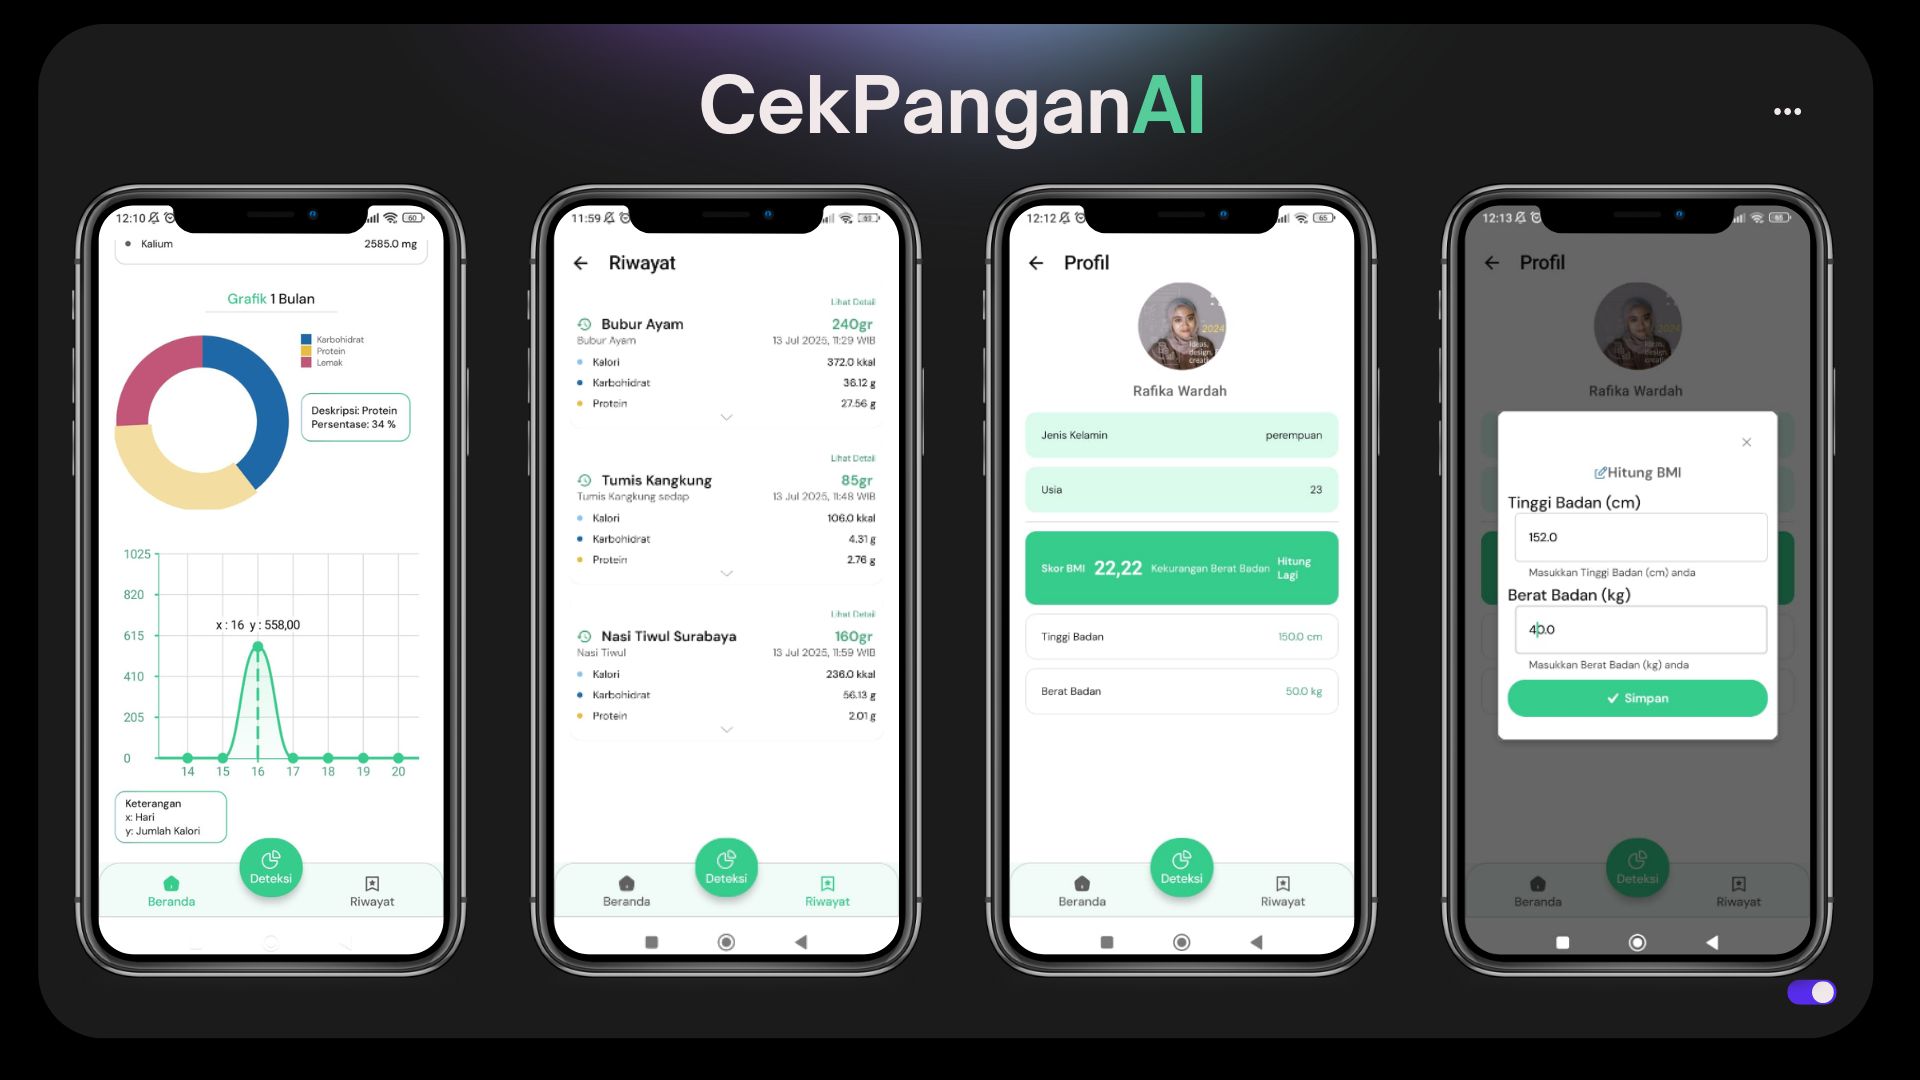 CekPanganAI
12:10
60
Kalium 2585.0 mg
Grafik 1 Bulan
Karbohidrat
Protein
Lemak
Deskripsi: Protein
Persentase: 34 %
1025
820
615
410
205
0
x : 16 y : 558,00
14 15 16 17 18 19 20
Keterangan
x: Hari
y: Jumlah Kalori
Beranda
Deteksi
Riwayat
11:59
Riwayat
Lihat Detail
Bubur Ayam 240gr
Bubur Ayam 13 Jul 2025, 11:29 WIB
Kalori 372.0 kkal
Karbohidrat 36.12 g
Protein 27.56 g
Lihat Detail
Tumis Kangkung 85gr
Tumis Kangkung sedap 13 Jul 2025, 11:48 WIB
Kalori 106.0 kkal
Karbohidrat 4.31 g
Protein 2.76 g
Lihat Detail
Nasi Tiwul Surabaya 160gr
Nasi Tiwul 13 Jul 2025, 11:59 WIB
Kalori 236.0 kkal
Karbohidrat 56.13 g
Protein 2.01 g
Beranda
Deteksi
Riwayat
12:12
65
Profil
2024
Ideas,
design,
Rafika Wardah
Jenis Kelamin perempuan
Usia 23
Skor BMI 22,22 Kekurangan Berat Badan Hitung Lagi
Tinggi Badan 150.0 cm
Berat Badan 50.0 kg
Beranda
Deteksi
Riwayat
12:13
Profil
2024
Rafika Wardah
Hitung BMI
Tinggi Badan (cm)
152.0
Masukkan Tinggi Badan (cm) anda
Berat Badan (kg)
40.0
Masukkan Berat Badan (kg) anda
Simpan
Beranda
Deteksi
Riwayat